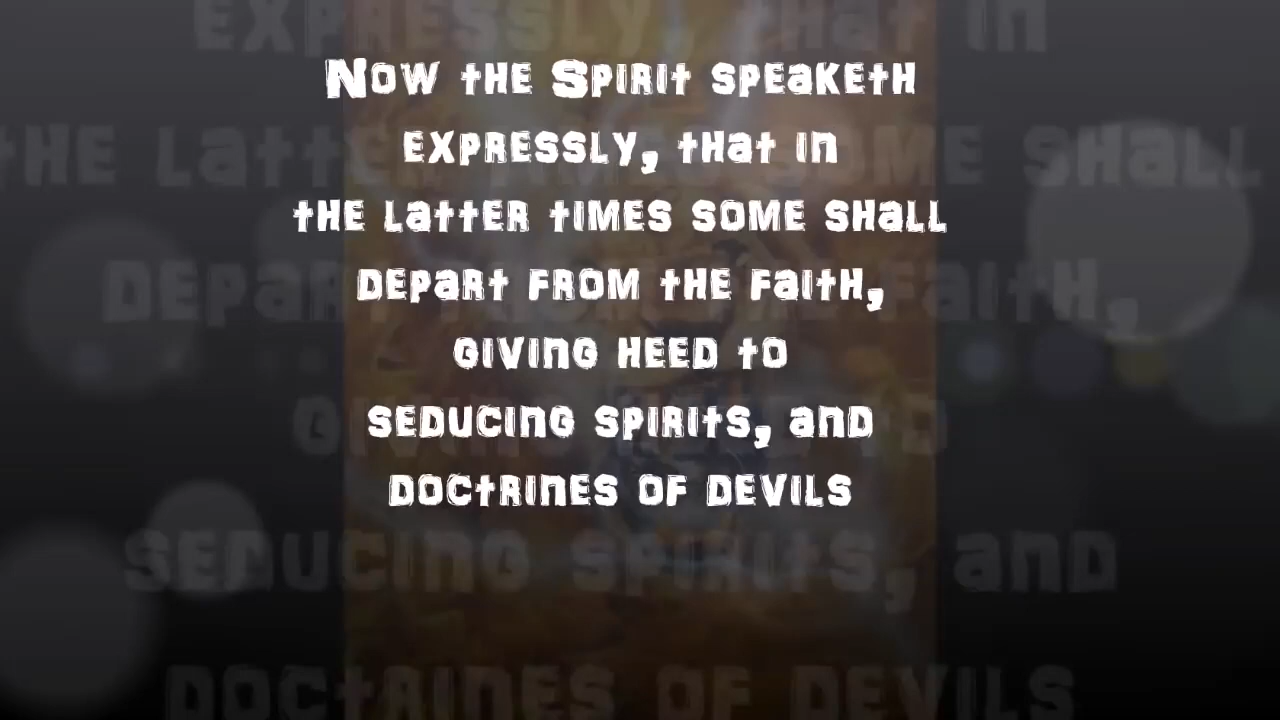 Now the Spirit speaketh
expressly, that in
the latter times some shall
depart from the faith,
giving heed to
seducing spirits, and
doctrines of devils